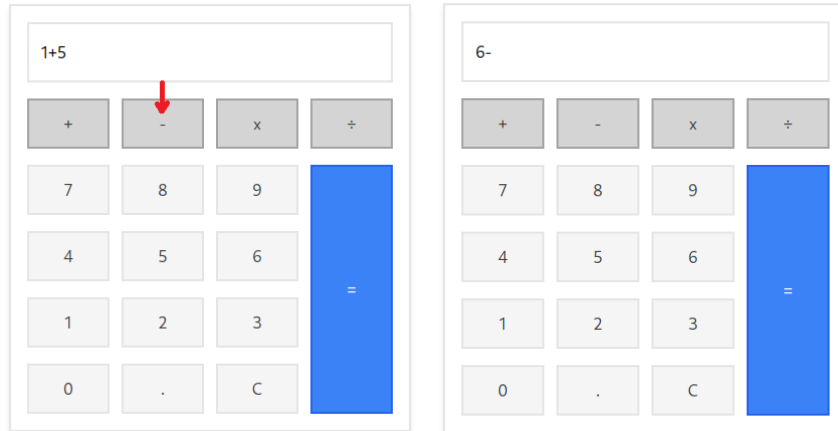 1+5
+ - x ÷
7 8 9
4 5 6
=
1 2 3
0 . C
6-
+ - x ÷
7 8 9
4 5 6
=
1 2 3
0 . C